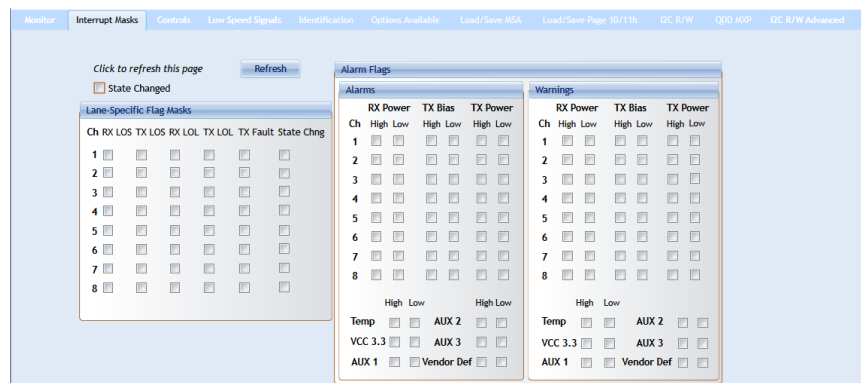 Monitor Interrupt Masks Controls Low Speed Signals Identification Options Available Load/Save MSA Load/Save Page 10/11h I2C R/W QDD MXP I2C R/W Advanced
Click to refresh this page Refresh
State Changed
Lane-Specific Flag Masks
Ch RX LOS TX LOS RX LOL TX LOL TX Fault State Chng
1
2
3
4
5
6
7
8
Alarm Flags
Alarms
RX Power TX Bias TX Power
Ch High Low High Low High Low
1
2
3
4
5
6
7
8
High Low High Low
Temp AUX 2
VCC 3.3 AUX 3
AUX 1 Vendor Def
Warnings
RX Power TX Bias TX Power
Ch High Low High Low High Low
1
2
3
4
5
6
7
8
High Low
Temp AUX 2
VCC 3.3 AUX 3
AUX 1 Vendor Def